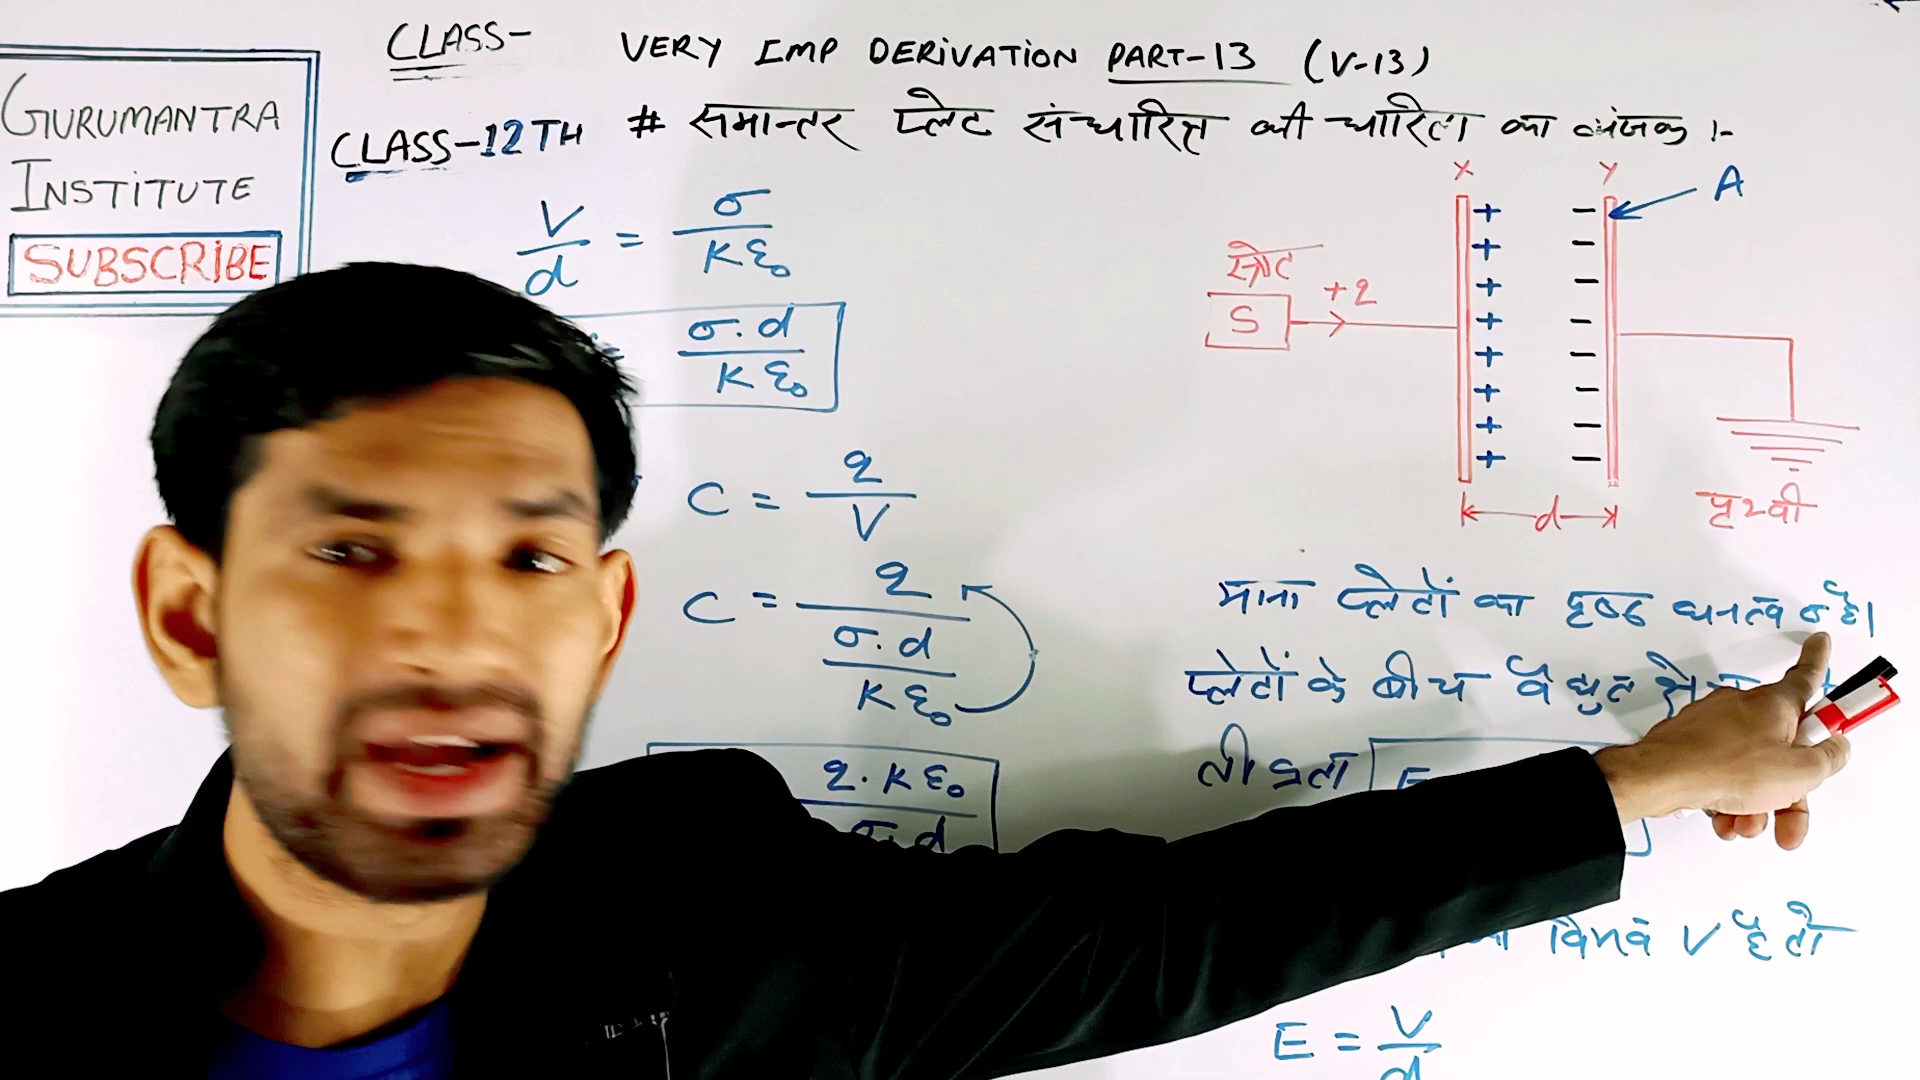 CLASS-
VERY IMP DERIVATION PART-13 (V-13)
GURUMANTRA
INSTITUTE
SUBSCRIBE
CLASS-12TH
# समान्तर प्लेट संधारित्र की धारिता का व्यंजक :-
V/d = σ/Kε₀
= σ.d/Kε₀
C = q/V
C = q/(σ.d/Kε₀)
q.Kε₀/σ.d
X Y
A
स्त्रोत
S
+q
+ -
+ -
+ -
+ -
+ -
+ -
+ -
+ -
d
पृथ्वी
माना प्लेटों का पृष्ठ घनत्व σ है।
प्लेटों के बीच वैद्युत
तीव्रता E
V है तो
E = V/d